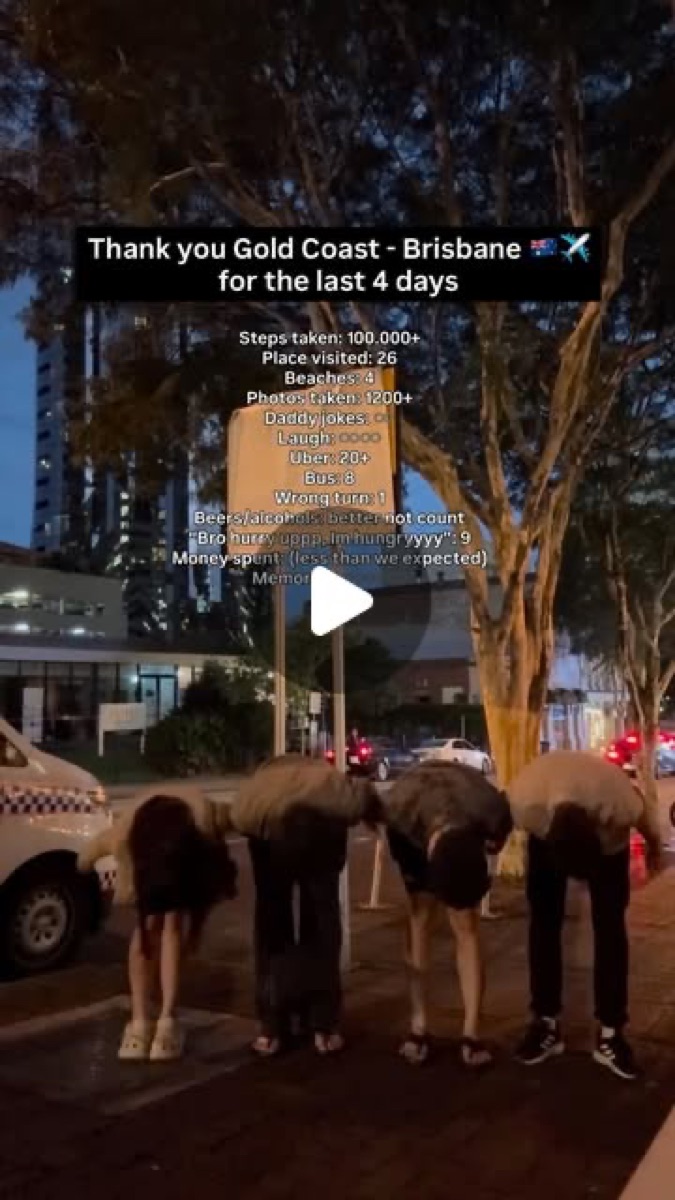 Thank you Gold Coast - Brisbane 🇦🇺✈️
for the last 4 days
Steps taken: 100.000+
Place visited: 26
Beaches: 4
Photos taken: 1200+
Daddy jokes: ∞
Laugh: ∞∞
Uber: 20+
Bus: 8
Wrong turn: 1
Beers/alcohols: better not count
"Bro hurry uppp, Im hungryyyy": 9
Money spent: (less than we expected)